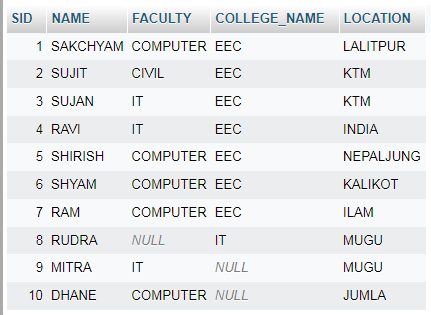 SID NAME FACULTY COLLEGE_NAME LOCATION
1 SAKCHYAM COMPUTER EEC LALITPUR
2 SUJIT CIVIL EEC KTM
3 SUJAN IT EEC KTM
4 RAVI IT EEC INDIA
5 SHIRISH COMPUTER EEC NEPALJUNG
6 SHYAM COMPUTER EEC KALIKOT
7 RAM COMPUTER EEC ILAM
8 RUDRA NULL IT MUGU
9 MITRA IT NULL MUGU
10 DHANE COMPUTER NULL JUMLA